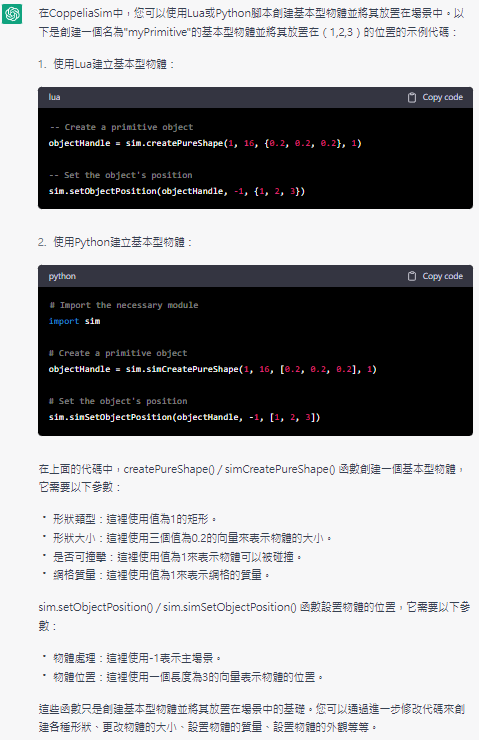 在CoppeliaSim中，您可以使用Lua或Python腳本創建基本型物體並將其放置在場景中。以
下是創建一個名為"myPrimitive"的基本型物體並將其放置在（1,2,3）的位置的示例代碼：
1. 使用Lua建立基本型物體：
lua
Copy code
-- Create a primitive object
objectHandle = sim.createPureShape(1, 16, {0.2, 0.2, 0.2}, 1)
-- Set the object's position
sim.setObjectPosition(objectHandle, -1, {1, 2, 3})
2. 使用Python建立基本型物體：
python
Copy code
# Import the necessary module
import sim
# Create a primitive object
objectHandle = sim.simCreatePureShape(1, 16, [0.2, 0.2, 0.2], 1)
# Set the object's position
sim.simSetObjectPosition(objectHandle, -1, [1, 2, 3])
在上面的代碼中，createPureShape() / simCreatePureShape() 函數創建一個基本型物體，
它需要以下參數：
• 形狀類型：這裡使用值為1的矩形。
• 形狀大小：這裡使用三個值為0.2的向量來表示物體的大小。
• 是否可撞擊：這裡使用值為1來表示物體可以被碰撞。
• 網格質量：這裡使用值為1來表示網格的質量。
sim.setObjectPosition() / sim.simSetObjectPosition() 函數設置物體的位置，它需要以下參
數：
• 物體處理：這裡使用-1表示主場景。
• 物體位置：這裡使用一個長度為3的向量表示物體的位置。
這些函數只是創建基本型物體並將其放置在場景中的基礎。您可以通過進一步修改代碼來創
建各種形狀、更改物體的大小、設置物體的質量、設置物體的外觀等等。